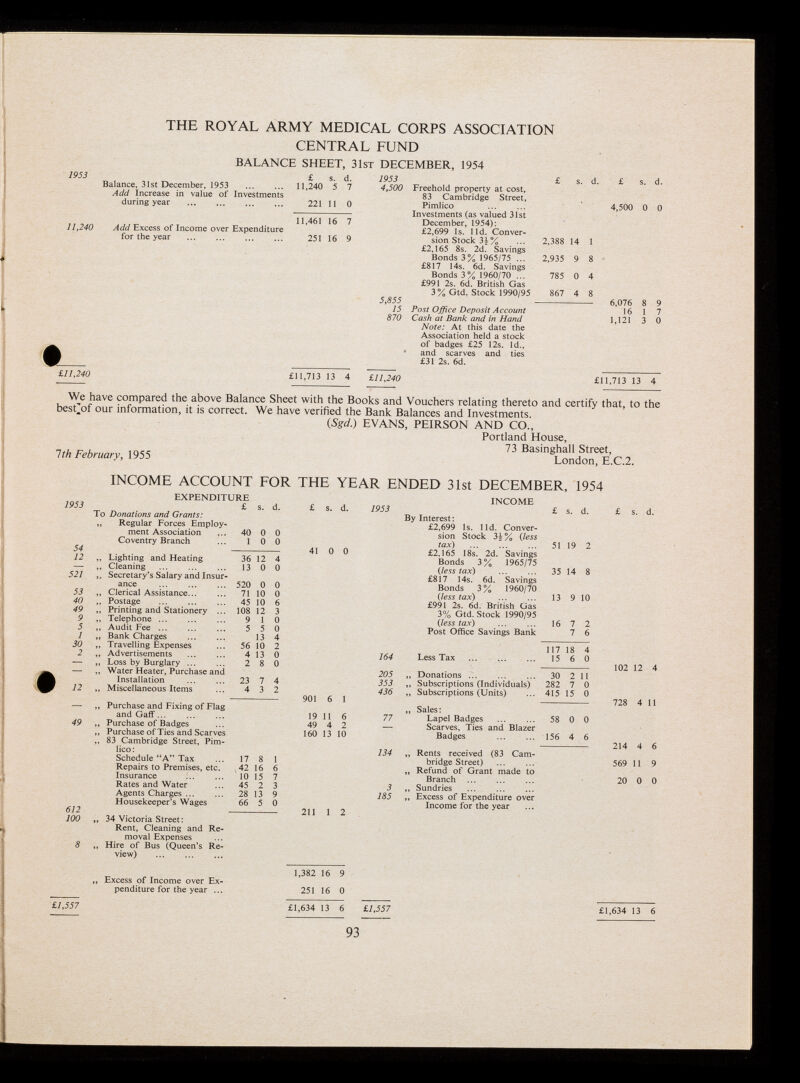 THE ROYAL ARMY MEDICAL CORPS ASSOCIATION
CENTRAL FUND
BALANCE SHEET, 31ST DECEMBER, 1954
1953 £ s. d.
Balance, 31st December, 1953 ... ... 11,240 5 7
Add Increase in value of Investments
during year ... ... ... ... 221 11 0
11,461 16 7
11,240 Add Excess of Income over Expenditure
for the year ... ... ... ... 251 16 9
£11,240 £11,713 13 4
1953 £ s. d. £ s. d.
4,500 Freehold property at cost,
83 Cambridge Street,
Pimlico ... ... 4,500 0 0
Investments (as valued 31st
December, 1954):
£2,699 1s. 11d. Conver-
sion Stock 3½% ... 2,388 14 1
£2,165 8s. 2d. Savings
Bonds 3% 1965/75 ... 2,935 9 8
£817 14s. 6d. Savings
Bonds 3% 1960/70 ... 785 0 4
£991 2s. 6d. British Gas
3% Gtd. Stock 1990/95 867 4 8
5,855 6,076 8 9
15 Post Office Deposit Account 16 1 7
870 Cash at Bank and in Hand 1,121 3 0
Note: At this date the
Association held a stock
of badges £25 12s. 1d.,
and scarves and ties
£31 2s. 6d.
£11,240 £11,713 13 4
We have compared the above Balance Sheet with the Books and Vouchers relating thereto and certify that, to the
best of our information, it is correct. We have verified the Bank Balances and Investments.
(Sgd.) EVANS, PEIRSON AND CO.,
Portland House,
73 Basinghall Street,
London, E.C.2.
7th February, 1955
INCOME ACCOUNT FOR THE YEAR ENDED 31st DECEMBER, 1954
EXPENDITURE
1953 £ s. d. £ s. d.
To Donations and Grants:
„ Regular Forces Employ-
ment Association ... 40 0 0
Coventry Branch ... 1 0 0
54 41 0 0
12 „ Lighting and Heating 36 12 4
— „ Cleaning ... ... ... 13 0 0
521 „ Secretary's Salary and Insur-
ance ... ... ... 520 0 0
53 „ Clerical Assistance... ... 71 10 0
40 „ Postage ... ... ... 45 10 6
49 „ Printing and Stationery ... 108 12 3
9 „ Telephone ... ... ... 9 1 0
5 „ Audit Fee ... ... ... 5 5 0
1 „ Bank Charges ... ... 13 4
30 „ Travelling Expenses ... 56 10 2
2 „ Advertisements ... ... 4 13 0
— „ Loss by Burglary ... ... 2 8 0
— „ Water Heater, Purchase and
Installation ... ... 23 7 4
12 „ Miscellaneous Items ... 4 3 2
901 6 1
— „ Purchase and Fixing of Flag
and Gaff ... ... ... 19 11 6
49 „ Purchase of Badges ... 49 4 2
„ Purchase of Ties and Scarves 160 13 10
„ 83 Cambridge Street, Pim-
lico:
Schedule "A" Tax ... 17 8 1
Repairs to Premises, etc. 42 16 6
Insurance ... ... 10 15 7
Rates and Water ... 45 2 3
Agents Charges ... ... 28 13 9
Housekeeper's Wages 66 5 0
612 211 1 2
100 „ 34 Victoria Street:
Rent, Cleaning and Re-
moval Expenses ...
8 „ Hire of Bus (Queen's Re-
view) ... ... ...
1,382 16 9
„ Excess of Income over Ex-
penditure for the year ... 251 16 0
£1,557 £1,634 13 6
INCOME
1953 £ s. d. £ s. d.
By Interest:
£2,699 1s. 11d. Conver-
sion Stock 3½% (less
tax) ... ... ... 51 19 2
£2,165 18s. 2d. Savings
Bonds 3% 1965/75
(less tax) ... ... 35 14 8
£817 14s. 6d. Savings
Bonds 3% 1960/70
(less tax) ... ... 13 9 10
£991 2s. 6d. British Gas
3% Gtd. Stock 1990/95
(less tax) ... ... 16 7 2
Post Office Savings Bank 7 6
117 18 4
164 Less Tax ... ... ... 15 6 0
102 12 4
205 „ Donations ... ... ... 30 2 11
353 „ Subscriptions (Individuals) 282 7 0
436 „ Subscriptions (Units) ... 415 15 0
728 4 11
„ Sales:
77 Lapel Badges ... ... 58 0 0
— Scarves, Ties and Blazer
Badges ... ... 156 4 6
214 4 6
134 „ Rents received (83 Cam-
bridge Street) ... ... 569 11 9
„ Refund of Grant made to
Branch ... ... ... 20 0 0
3 „ Sundries ... ... ...
185 „ Excess of Expenditure over
Income for the year ...
£1,557 £1,634 13 6
93